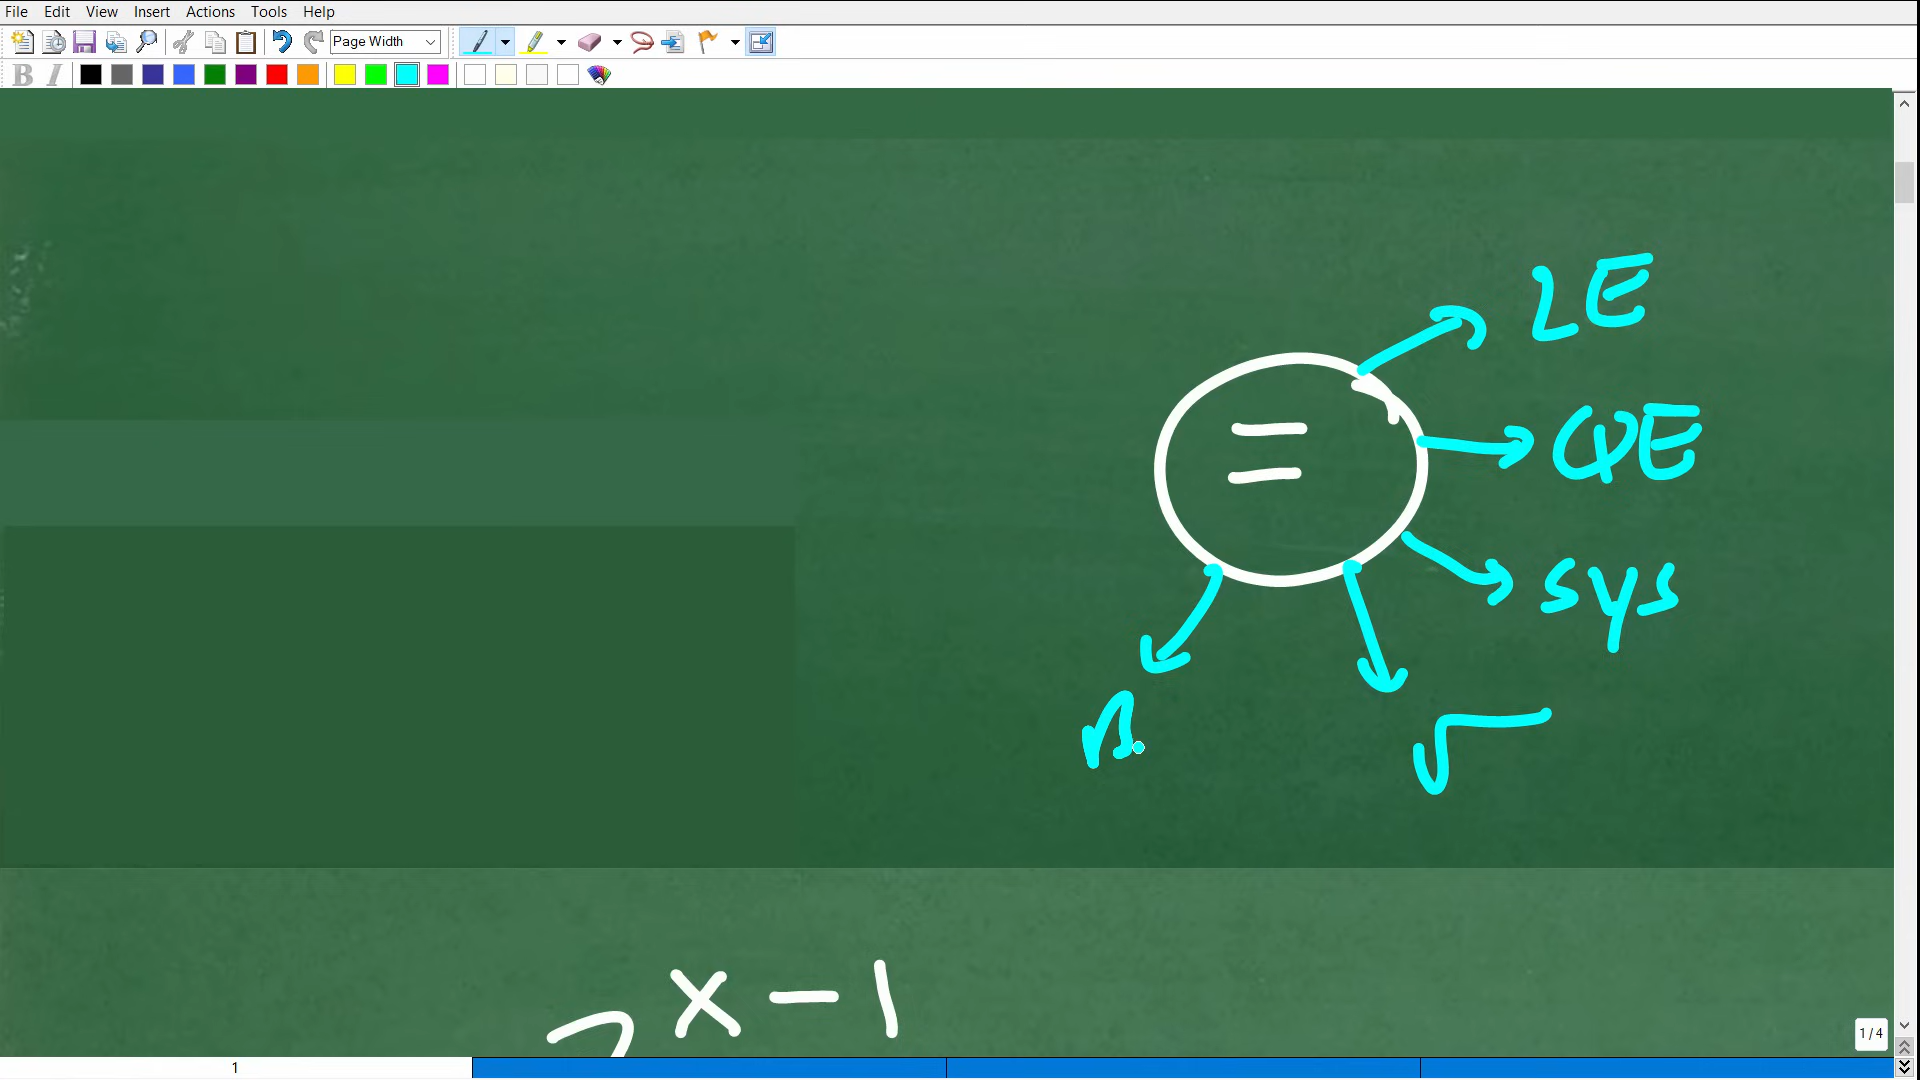 File Edit View Insert Actions Tools Help
Page Width
B I
LE
=
QE
sys
√
x - 1
1 / 4
1